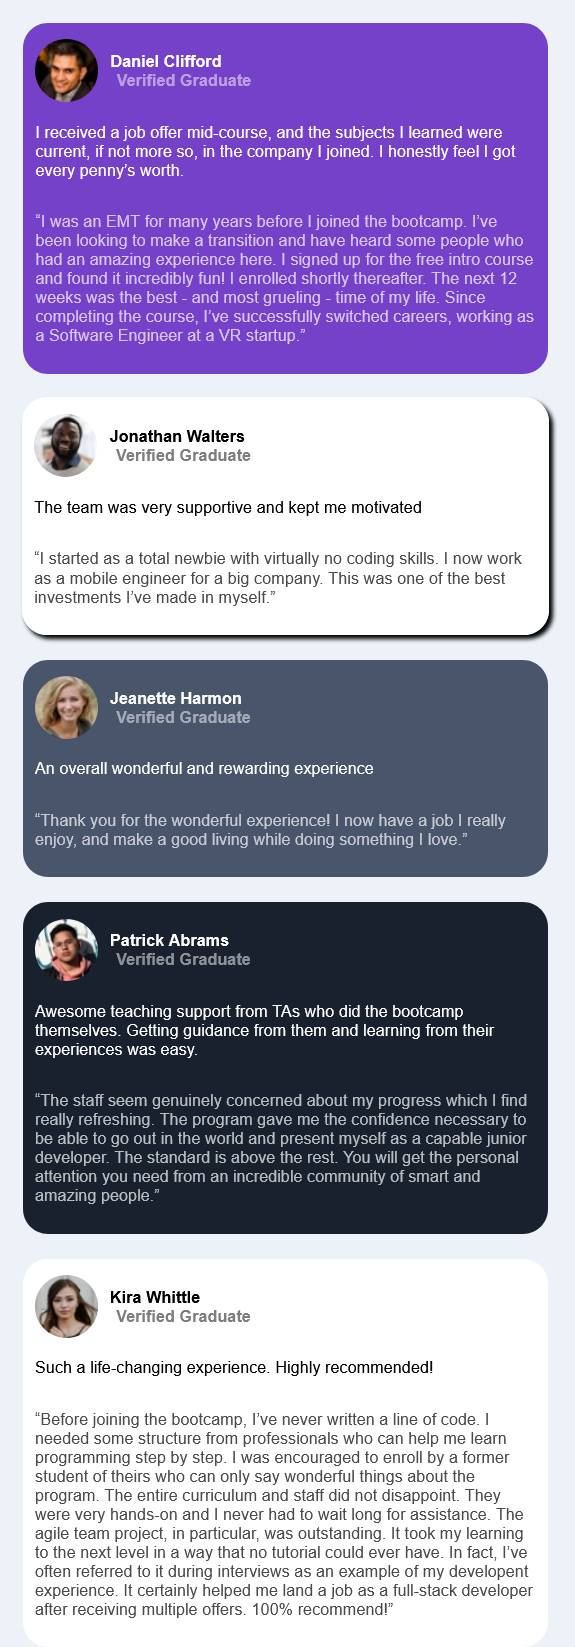 Daniel Clifford
Verified Graduate
I received a job offer mid-course, and the subjects I learned were
current, if not more so, in the company I joined. I honestly feel I got
every penny’s worth.
“I was an EMT for many years before I joined the bootcamp. I’ve
been looking to make a transition and have heard some people who
had an amazing experience here. I signed up for the free intro course
and found it incredibly fun! I enrolled shortly thereafter. The next 12
weeks was the best - and most grueling - time of my life. Since
completing the course, I’ve successfully switched careers, working as
a Software Engineer at a VR startup.”
Jonathan Walters
Verified Graduate
The team was very supportive and kept me motivated
“I started as a total newbie with virtually no coding skills. I now work
as a mobile engineer for a big company. This was one of the best
investments I’ve made in myself.”
Jeanette Harmon
Verified Graduate
An overall wonderful and rewarding experience
“Thank you for the wonderful experience! I now have a job I really
enjoy, and make a good living while doing something I love.”
Patrick Abrams
Verified Graduate
Awesome teaching support from TAs who did the bootcamp
themselves. Getting guidance from them and learning from their
experiences was easy.
“The staff seem genuinely concerned about my progress which I find
really refreshing. The program gave me the confidence necessary to
be able to go out in the world and present myself as a capable junior
developer. The standard is above the rest. You will get the personal
attention you need from an incredible community of smart and
amazing people.”
Kira Whittle
Verified Graduate
Such a life-changing experience. Highly recommended!
“Before joining the bootcamp, I’ve never written a line of code. I
needed some structure from professionals who can help me learn
programming step by step. I was encouraged to enroll by a former
student of theirs who can only say wonderful things about the
program. The entire curriculum and staff did not disappoint. They
were very hands-on and I never had to wait long for assistance. The
agile team project, in particular, was outstanding. It took my learning
to the next level in a way that no tutorial could ever have. In fact, I’ve
often referred to it during interviews as an example of my developent
experience. It certainly helped me land a job as a full-stack developer
after receiving multiple offers. 100% recommend!”